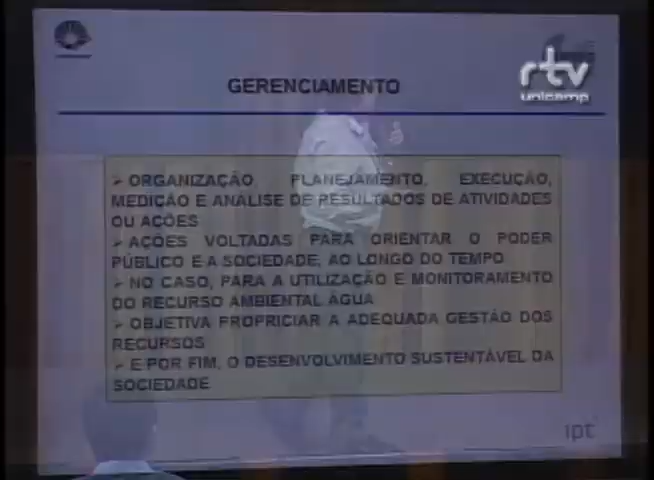 GERENCIAMENTO
rtv
unicamp
➢ ORGANIZAÇÃO PLANEJAMENTO, EXECUÇÃO,
MEDIÇÃO E ANÁLISE DE RESULTADOS DE ATIVIDADES
OU AÇÕES
➢ AÇÕES VOLTADAS PARA ORIENTAR O PODER
PÚBLICO E A SOCIEDADE, AO LONGO DO TEMPO
➢ NO CASO, PARA A UTILIZAÇÃO E MONITORAMENTO
DO RECURSO AMBIENTAL ÁGUA
➢ OBJETIVA PROPRICIAR A ADEQUADA GESTÃO DOS
RECURSOS
➢ E POR FIM, O DESENVOLVIMENTO SUSTENTÁVEL DA
SOCIEDADE
ipt